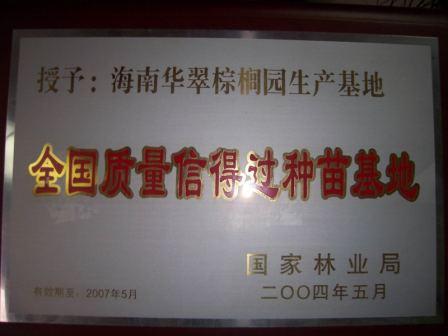 授予：海南华翠棕榈园生产基地
全国质量信得过种苗基地
国家林业局
有效期至：2007年5月
二〇〇四年五月